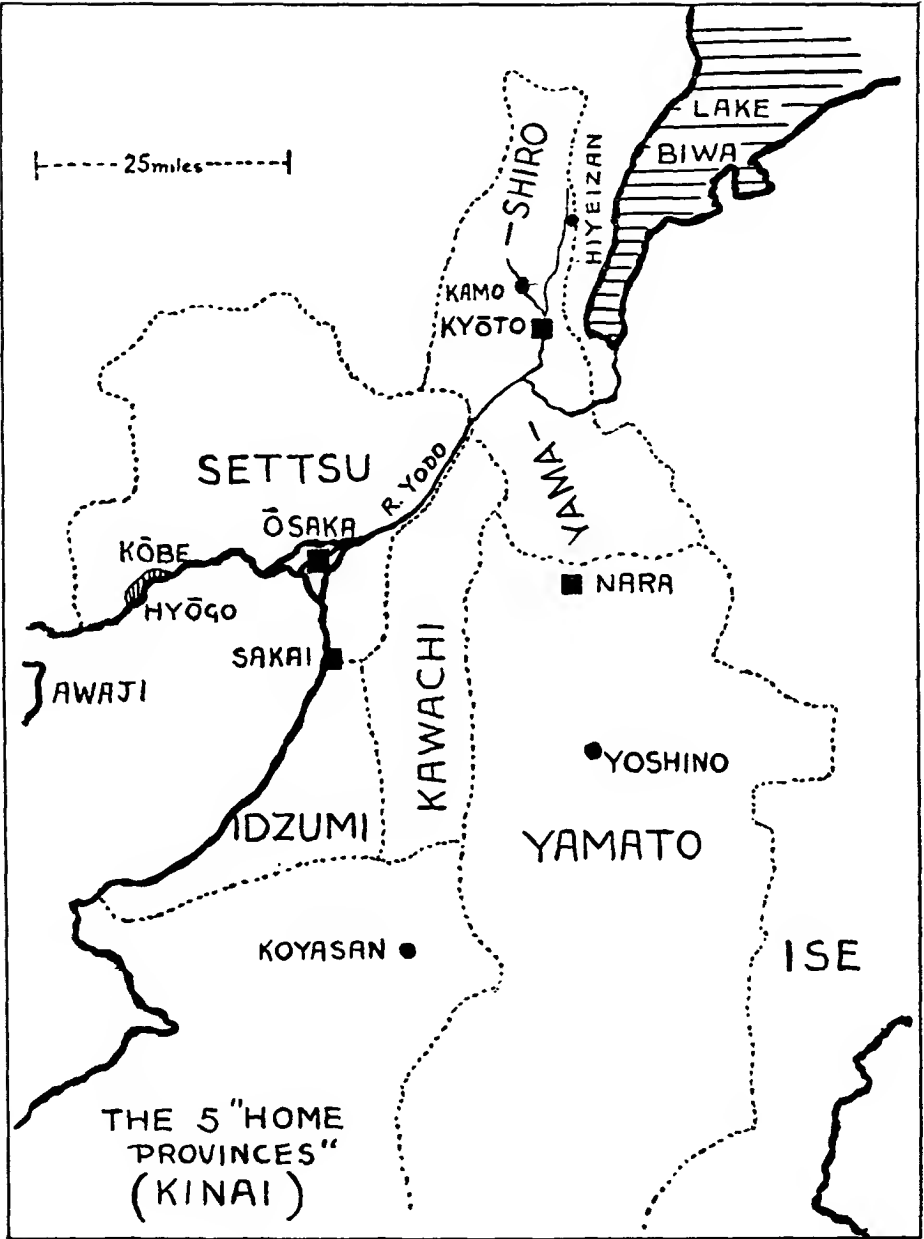 LAKE
BIWA
25 miles
—SHIRO
HIYEIZAN
KAMO
KYŌTO
SETTSU
R. YODO
YAMA—
ŌSAKA
KŌBE
HYŌGO
NARA
SAKAI
AWAJI
KAWACHI
YOSHINO
IDZUMI
YAMATO
KOYASAN
ISE
THE 5 "HOME
PROVINCES"
(KINAI)